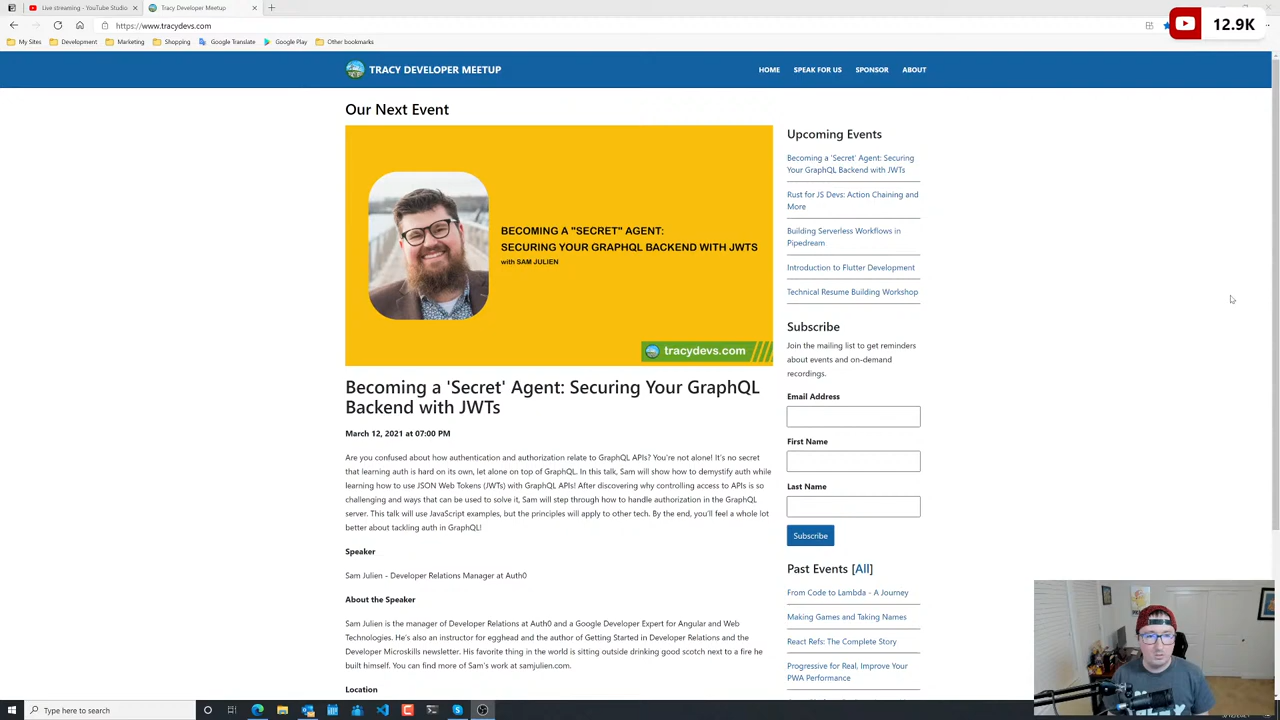 Live streaming - YouTube Studio
Tracy Developer Meetup
https://www.tracydevs.com
12.9K
My Sites
Development
Marketing
Shopping
Google Translate
Google Play
Other bookmarks
TRACY DEVELOPER MEETUP
HOME
SPEAK FOR US
SPONSOR
ABOUT
Our Next Event
BECOMING A "SECRET" AGENT:
SECURING YOUR GRAPHQL BACKEND WITH JWTS
with SAM JULIEN
tracydevs.com
Becoming a 'Secret' Agent: Securing Your GraphQL
Backend with JWTs
March 12, 2021 at 07:00 PM
Are you confused about how authentication and authorization relate to GraphQL APIs? You're not alone! It's no secret
that learning auth is hard on its own, let alone on top of GraphQL. In this talk, Sam will show how to demystify auth while
learning how to use JSON Web Tokens (JWTs) with GraphQL APIs! After discovering why controlling access to APIs is so
challenging and ways that can be used to solve it, Sam will step through how to handle authorization in the GraphQL
server. This talk will use JavaScript examples, but the principles will apply to other tech. By the end, you'll feel a whole lot
better about tackling auth in GraphQL!
Speaker
Sam Julien - Developer Relations Manager at Auth0
About the Speaker
Sam Julien is the manager of Developer Relations at Auth0 and a Google Developer Expert for Angular and Web
Technologies. He's also an instructor for egghead and the author of Getting Started in Developer Relations and the
Developer Microskills newsletter. His favorite thing in the world is sitting outside drinking good scotch next to a fire he
built himself. You can find more of Sam's work at samjulien.com.
Location
Upcoming Events
Becoming a 'Secret' Agent: Securing
Your GraphQL Backend with JWTs
Rust for JS Devs: Action Chaining and
More
Building Serverless Workflows in
Pipedream
Introduction to Flutter Development
Technical Resume Building Workshop
Subscribe
Join the mailing list to get reminders
about events and on-demand
recordings.
Email Address
First Name
Last Name
Subscribe
Past Events [All]
From Code to Lambda - A Journey
Making Games and Taking Names
React Refs: The Complete Story
Progressive for Real, Improve Your
PWA Performance
Type here to search